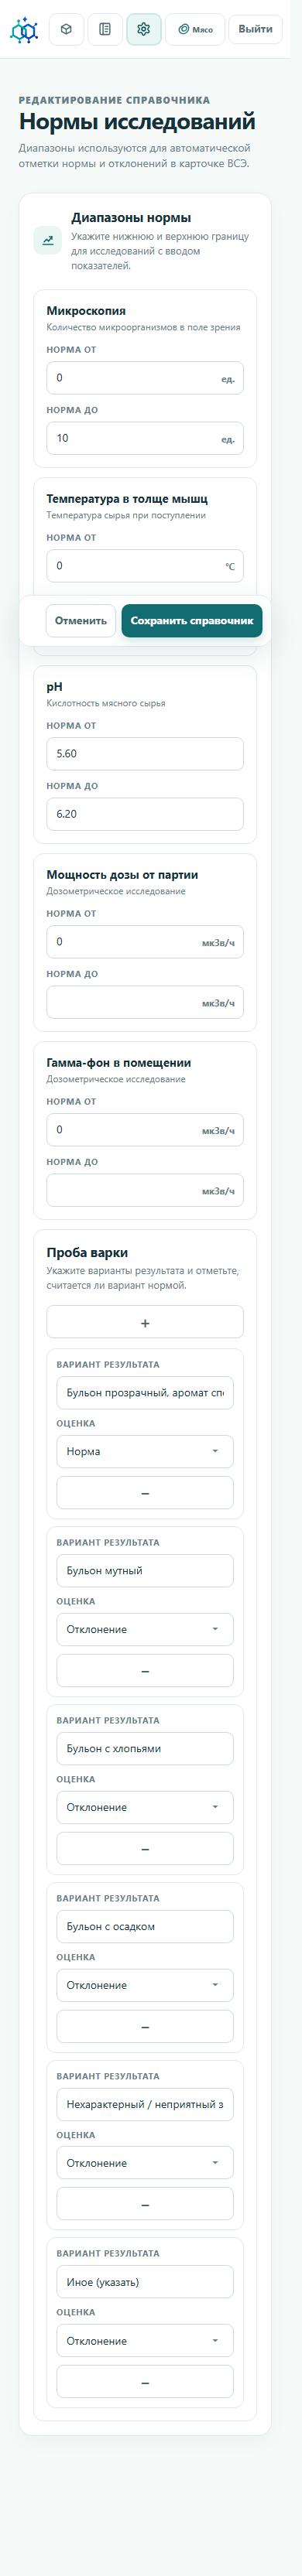 Мясо
Выйти
РЕДАКТИРОВАНИЕ СПРАВОЧНИКА
Нормы исследований
Диапазоны используются для автоматической
отметки нормы и отклонений в карточке ВСЭ.
Диапазоны нормы
Укажите нижнюю и верхнюю границу
для исследований с вводом
показателей.
Микроскопия
Количество микроорганизмов в поле зрения
НОРМА ОТ
0 ед.
НОРМА ДО
10 ед.
Температура в толще мышц
Температура сырья при поступлении
НОРМА ОТ
0 °C
Отменить
Сохранить справочник
pH
Кислотность мясного сырья
НОРМА ОТ
5.60
НОРМА ДО
6.20
Мощность дозы от партии
Дозиметрическое исследование
НОРМА ОТ
0 мкЗв/ч
НОРМА ДО
мкЗв/ч
Гамма-фон в помещении
Дозиметрическое исследование
НОРМА ОТ
0 мкЗв/ч
НОРМА ДО
мкЗв/ч
Проба варки
Укажите варианты результата и отметьте,
считается ли вариант нормой.
+
ВАРИАНТ РЕЗУЛЬТАТА
Бульон прозрачный, аромат спе
ОЦЕНКА
Норма
–
ВАРИАНТ РЕЗУЛЬТАТА
Бульон мутный
ОЦЕНКА
Отклонение
–
ВАРИАНТ РЕЗУЛЬТАТА
Бульон с хлопьями
ОЦЕНКА
Отклонение
–
ВАРИАНТ РЕЗУЛЬТАТА
Бульон с осадком
ОЦЕНКА
Отклонение
–
ВАРИАНТ РЕЗУЛЬТАТА
Нехарактерный / неприятный з
ОЦЕНКА
Отклонение
–
ВАРИАНТ РЕЗУЛЬТАТА
Иное (указать)
ОЦЕНКА
Отклонение
–